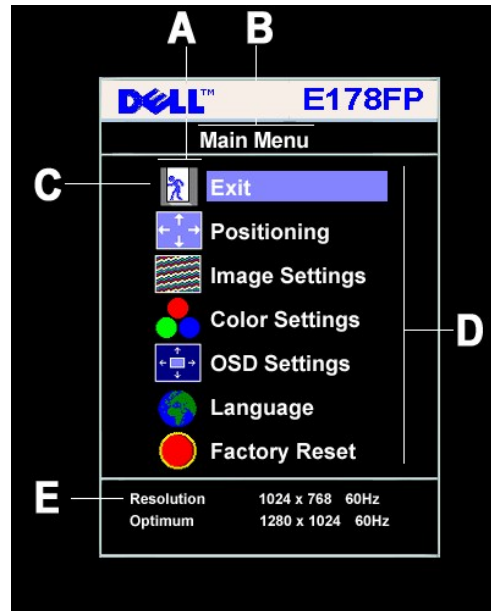 A B
DELL™ E178FP
Main Menu
C Exit
Positioning
Image Settings
Color Settings
D
OSD Settings
Language
Factory Reset
E Resolution 1024 x 768 60Hz
Optimum 1280 x 1024 60Hz